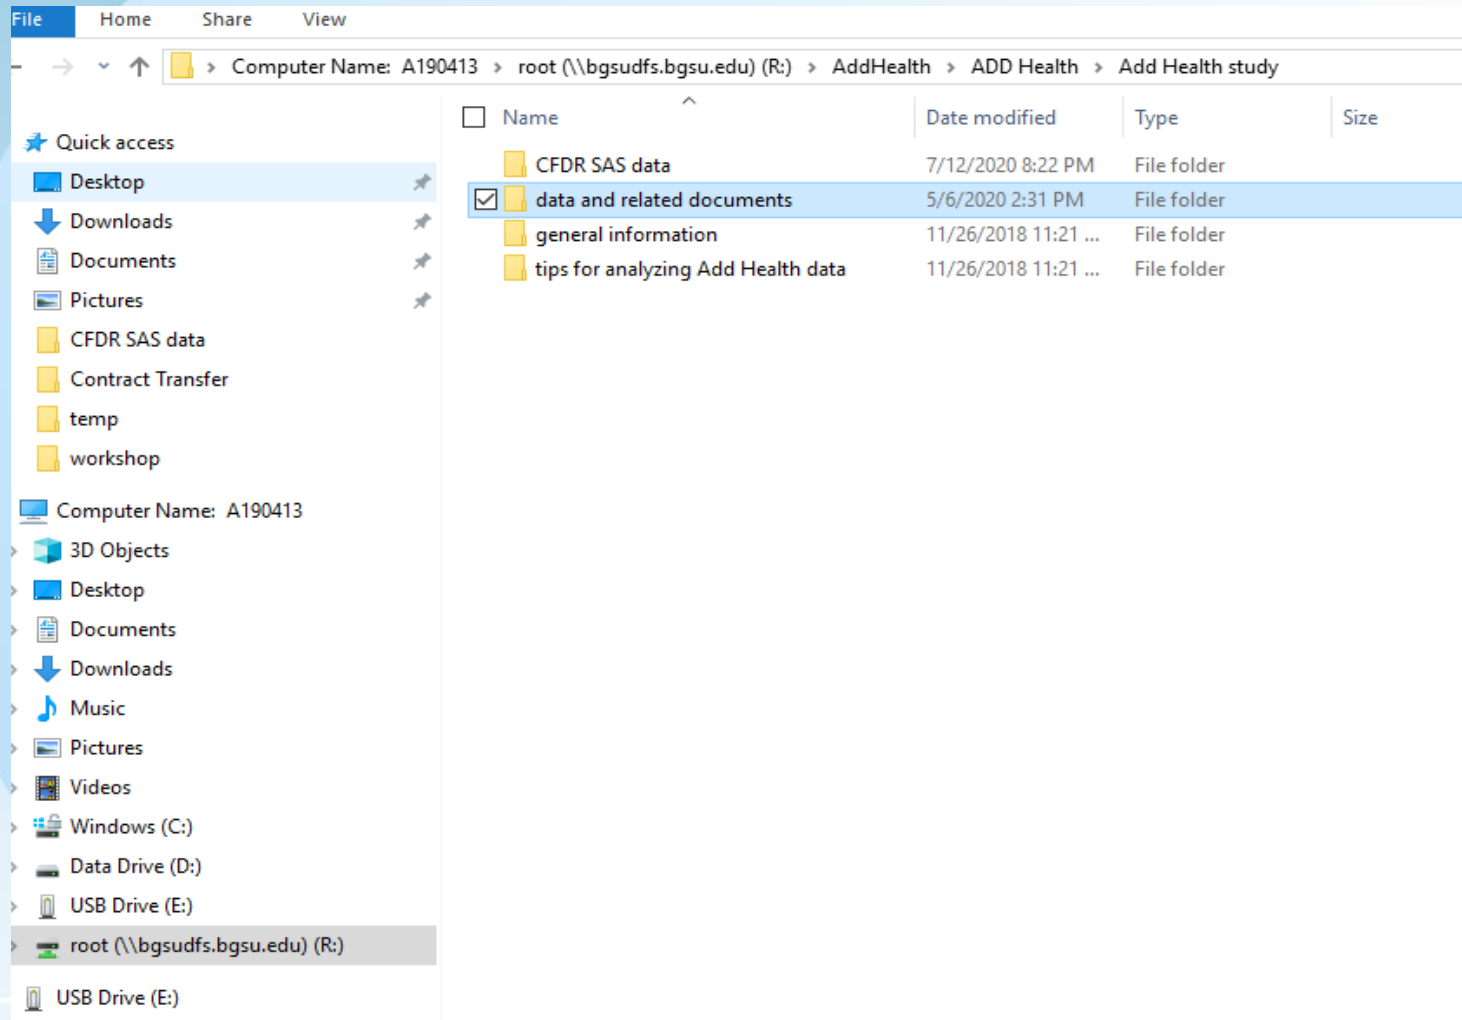 File Home Share View
Computer Name: A190413 > root (\\bgsudfs.bgsu.edu) (R:) > AddHealth > ADD Health > Add Health study
Quick access
Desktop
Downloads
Documents
Pictures
CFDR SAS data
Contract Transfer
temp
workshop
Computer Name: A190413
3D Objects
Desktop
Documents
Downloads
Music
Pictures
Videos
Windows (C:)
Data Drive (D:)
USB Drive (E:)
root (\\bgsudfs.bgsu.edu) (R:)
USB Drive (E:)
Name Date modified Type Size
CFDR SAS data 7/12/2020 8:22 PM File folder
data and related documents 5/6/2020 2:31 PM File folder
general information 11/26/2018 11:21 ... File folder
tips for analyzing Add Health data 11/26/2018 11:21 ... File folder